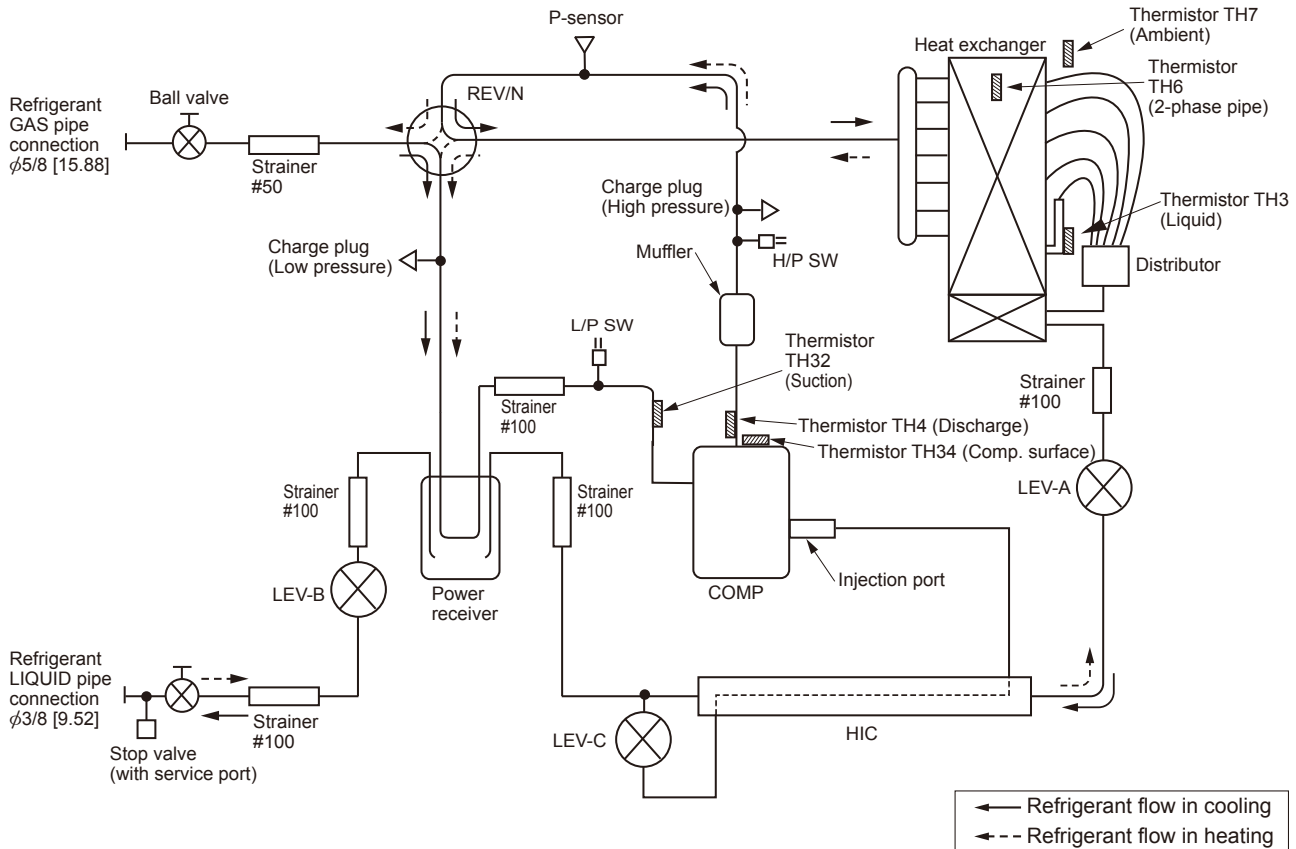 P-sensor
Thermistor TH7
(Ambient)
Heat exchanger
Thermistor
TH6
(2-phase pipe)
Refrigerant
GAS pipe
connection
ϕ5/8 [15.88]
Ball valve
REV/N
Strainer
#50
Charge plug
(High pressure)
Thermistor TH3
(Liquid)
Charge plug
(Low pressure)
H/P SW
Muffler
Distributor
L/P SW
Thermistor
TH32
(Suction)
Strainer
#100
Strainer
#100
Thermistor TH4 (Discharge)
Thermistor TH34 (Comp. surface)
LEV-A
Strainer
#100
Strainer
#100
Injection port
LEV-B
Power
receiver
COMP
Refrigerant
LIQUID pipe
connection
ϕ3/8 [9.52]
Strainer
#100
LEV-C
HIC
Stop valve
(with service port)
Refrigerant flow in cooling
Refrigerant flow in heating